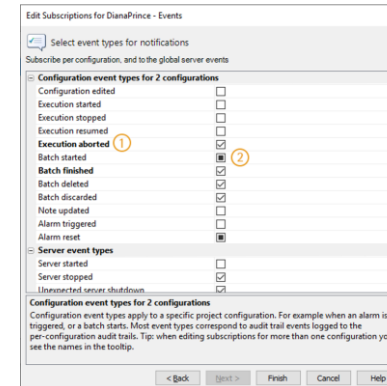 Edit Subscriptions for DianaPrince - Events
Select event types for notifications
Subscribe per configuration, and to the global server events
Configuration event types for 2 configurations
Configuration edited
Execution started
Execution stopped
Execution resumed
Execution aborted 1
Batch started 2
Batch finished
Batch deleted
Batch discarded
Note updated
Alarm triggered
Alarm reset
Server event types
Server started
Server stopped
Unexpected server shutdown
Configuration event types for 2 configurations
Configuration event types apply to a specific project configuration. For example when an alarm is
triggered, or a batch starts. Most event types correspond to audit trail events logged to the
per-configuration audit trails. Tip: when editing subscriptions for more than one configuration
see the names in the tooltip.
< Back Next > Finish Cancel Help